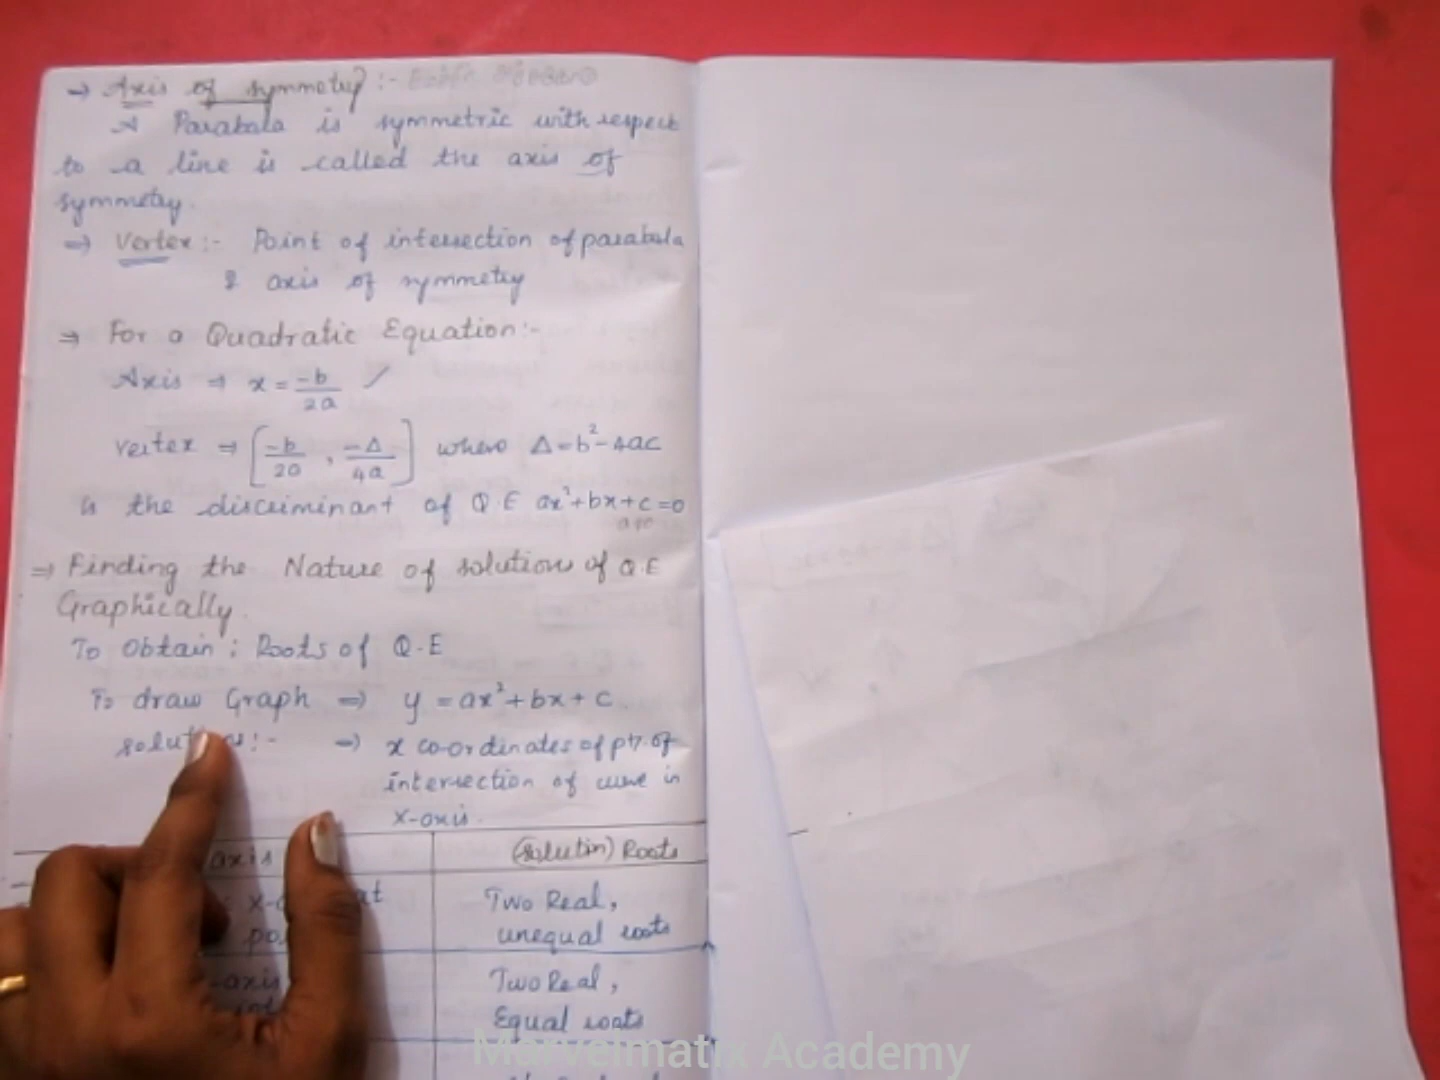 ⇒ Axis of symmetry :-
A Parabola is symmetric with respect
to a line is called the axis of
symmetry.
⇒ Vertex :- Point of intersection of parabola
& axis of symmetry
⇒ For a Quadratic Equation :-
Axis ⇒ x = -b/2a
Vertex ⇒ [-b/2a , -Δ/4a] where Δ = b²-4ac
is the discriminant of Q.E ax²+bx+c=0
⇒ Finding the Nature of solution of Q.E
Graphically.
To Obtain : Roots of Q.E
To draw Graph ⇒ y = ax²+bx+c
:- ⇒ x co-ordinates of pt. of
intersection of curve in
X-axis.
axis (solutin) Roots
at Two Real,
unequal roots
-axis Two Real,
Equal roots
Marvelmatix Academy